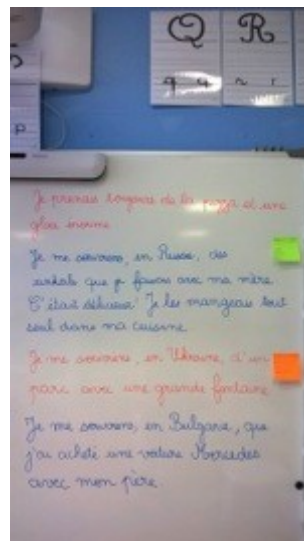 Q R
q r
P
Je prenais toujours de la pizza et une
glace énorme
Je me souviens, en Russie, des
que je faisais avec ma mère
C'était délicieux! Je les mangeais tout
seul dans ma cuisine
Je me souviens, en Ukraine, d'un
parc avec une grande fontaine
Je me souviens, en Bulgarie, que
j'ai acheté une voiture Mercedes
avec mon père